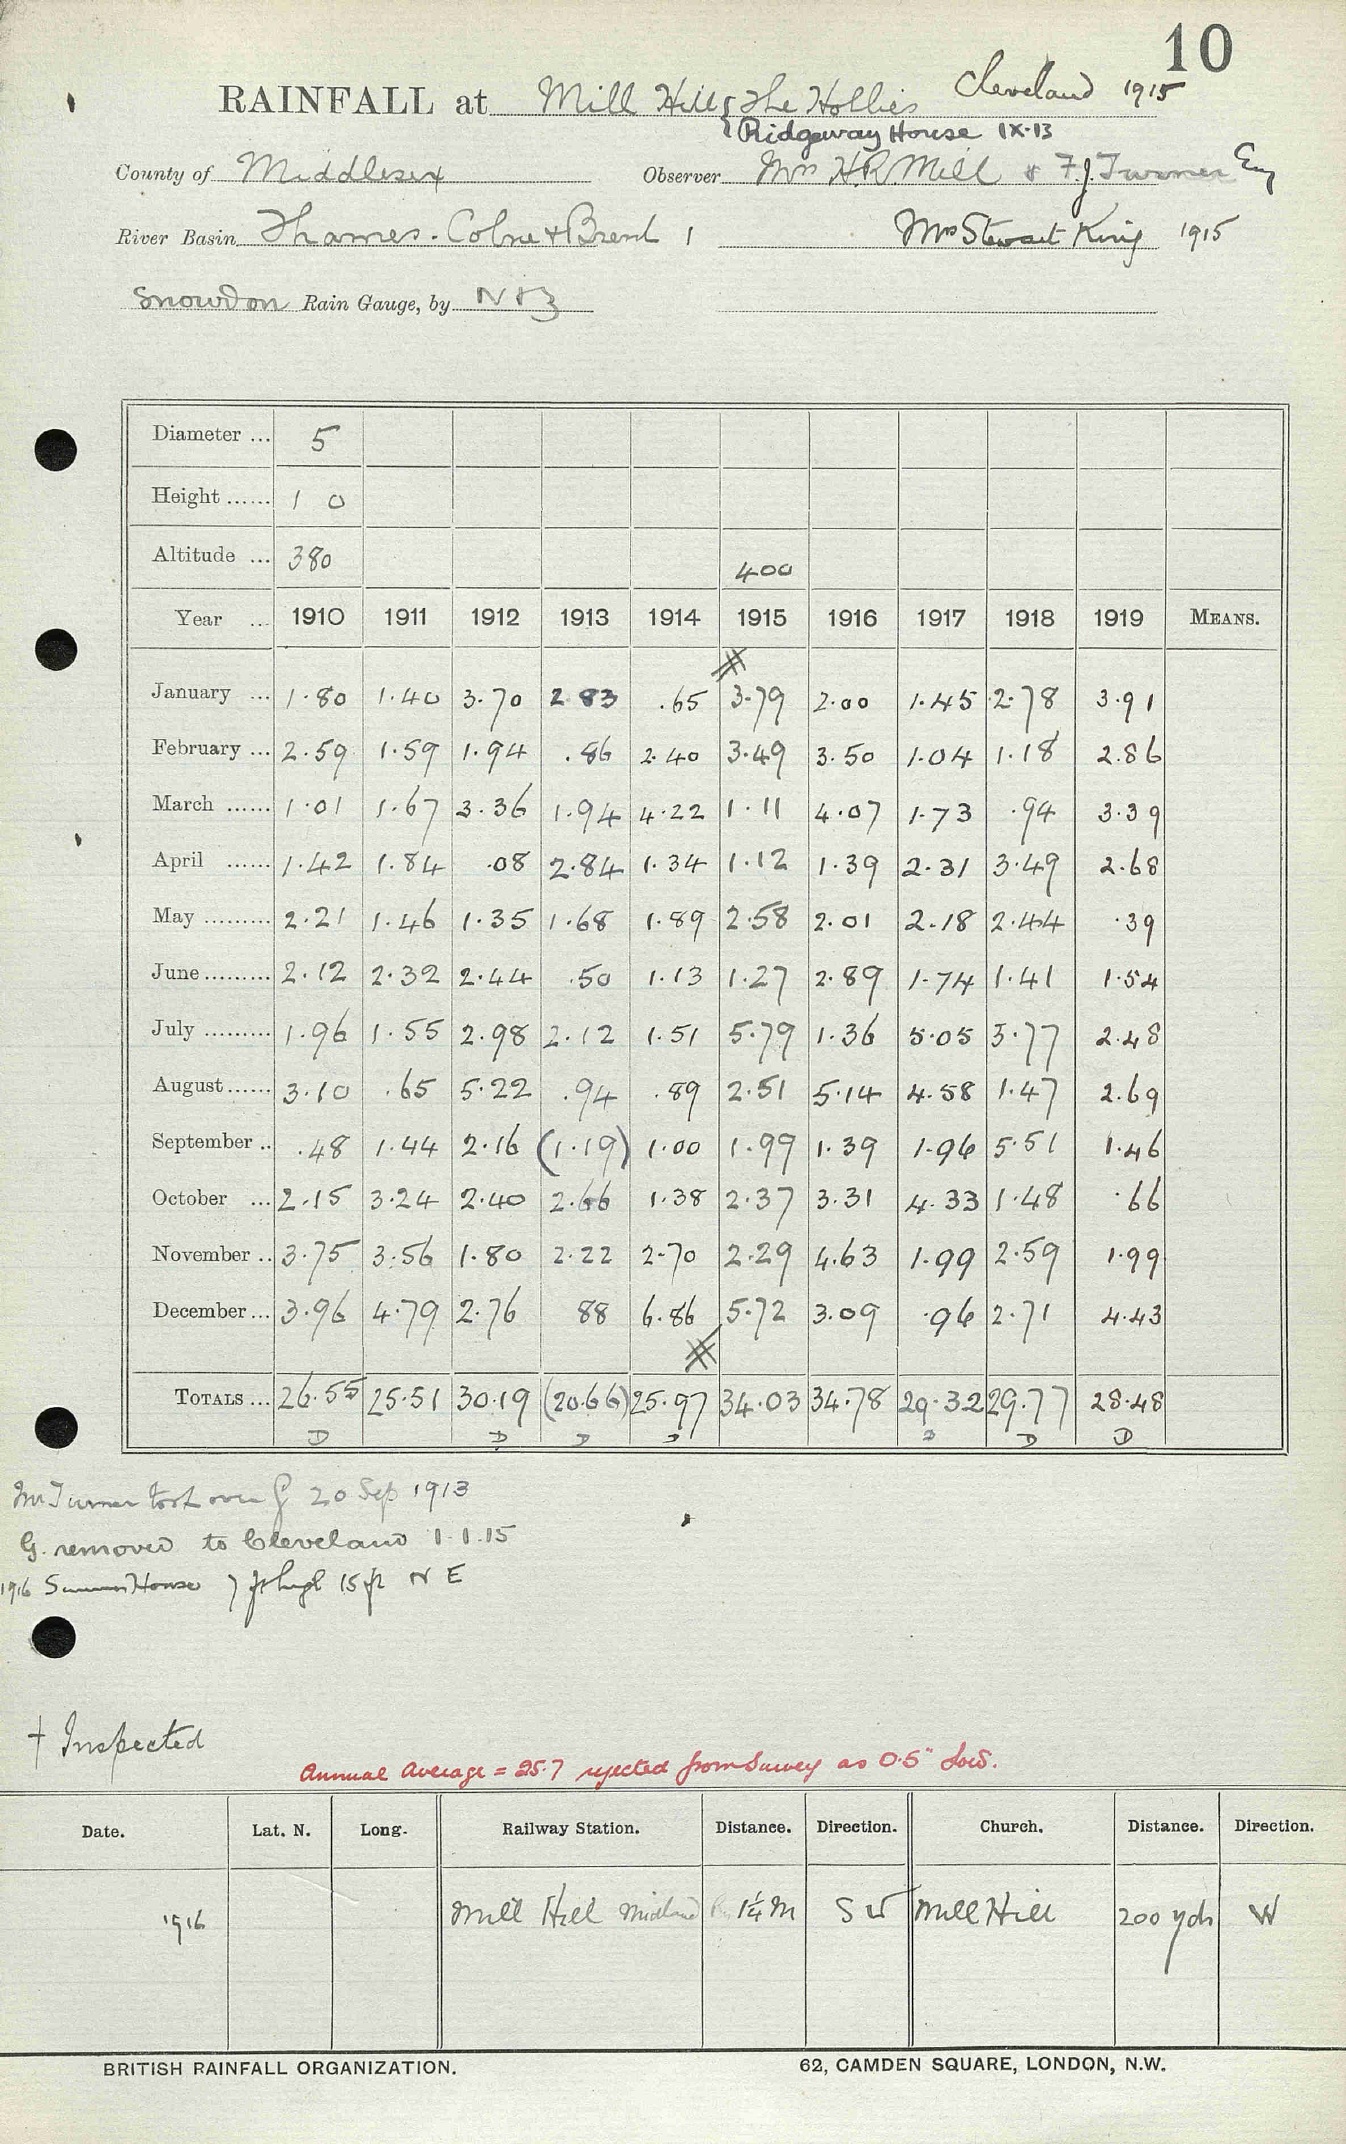 10
RAINFALL at Mill Hill { The Hollies Cleveland 1915
{ Ridgeway House IX.13
County of Middlesex Observer Mrs H.R. Mill & F.J. Turner Esq
River Basin Thames. Colne & Brent 1 Mrs Stewart King 1915
Snowdon Rain Gauge, by N & Z
Diameter ... 5
Height ...... 1 0
Altitude ... 380 400
Year ... 1910 1911 1912 1913 1914 1915 1916 1917 1918 1919 MEANS.
January ... 1.80 1.40 3.70 2.83 .65 3.79 2.00 1.45 2.78 3.91
February ... 2.59 1.59 1.94 .86 2.40 3.49 3.50 1.04 1.18 2.86
March ...... 1.01 1.67 3.36 1.94 4.22 1.11 4.07 1.73 .94 3.39
April ...... 1.42 1.84 .08 2.84 1.34 1.12 1.39 2.31 3.49 2.68
May ......... 2.21 1.46 1.35 1.68 1.89 2.58 2.01 2.18 2.44 .39
June ......... 2.12 2.32 2.44 .50 1.13 1.27 2.89 1.74 1.41 1.54
July ......... 1.96 1.55 2.98 2.12 1.51 5.79 1.36 5.05 3.77 2.48
August ...... 3.10 .65 5.22 .94 .89 2.51 5.14 4.58 1.47 2.69
September .. .48 1.44 2.16 (1.19) 1.00 1.99 1.39 1.96 5.51 1.46
October ... 2.15 3.24 2.40 2.66 1.38 2.37 3.31 4.33 1.48 .66
November .. 3.75 3.56 1.80 2.22 2.70 2.29 4.63 1.99 2.59 1.99
December ... 3.96 4.79 2.76 88 6.86 5.72 3.09 .96 2.71 4.43
TOTALS ... 26.55 25.51 30.19 (20.66) 25.97 34.03 34.78 29.32 29.77 28.48
D D D D D D D
Mr Turner took over G 20 Sep 1913
G. removed to Cleveland 1.1.15
1916 Summer House 7 ft high 15 ft N E
† Inspected
Annual Average = 25.7 rejected from Survey as 0.5" low.
Date. Lat. N. Long. Railway Station. Distance. Direction. Church. Distance. Direction.
1916 Mill Hill Midland 1¼ M SW Mill Hill 200 yds W
BRITISH RAINFALL ORGANIZATION. 62, CAMDEN SQUARE, LONDON, N.W.